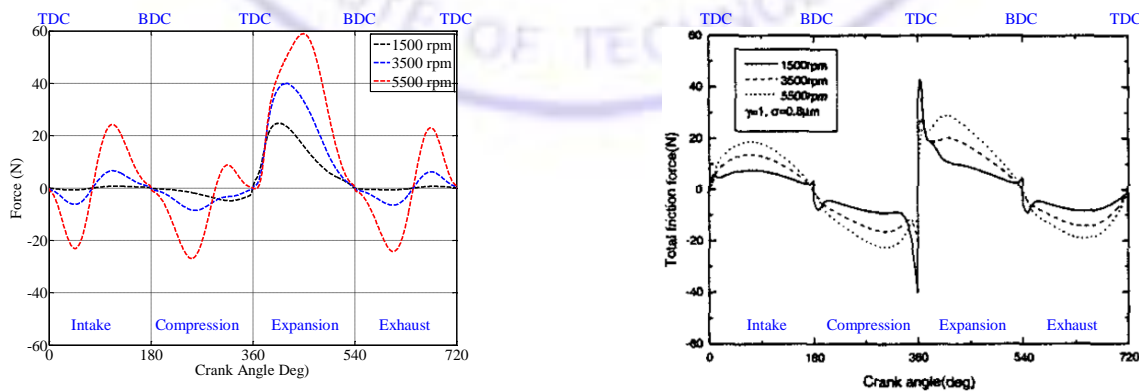 TDC BDC TDC BDC TDC
60
40
20
0
-20
-40
-60
Force (N)
1500 rpm
3500 rpm
5500 rpm
Intake Compression Expansion Exhaust
0 180 360 540 720
Crank Angle Deg
OF TEC
TDC BDC TDC BDC TDC
60
40
20
0
-20
-40
-60
Total friction force(N)
1500rpm
3500rpm
5500rpm
γ=1, σ=0.8μm
Intake Compression Expansion Exhaust
0 180 360 540 720
Crank angle(deg)